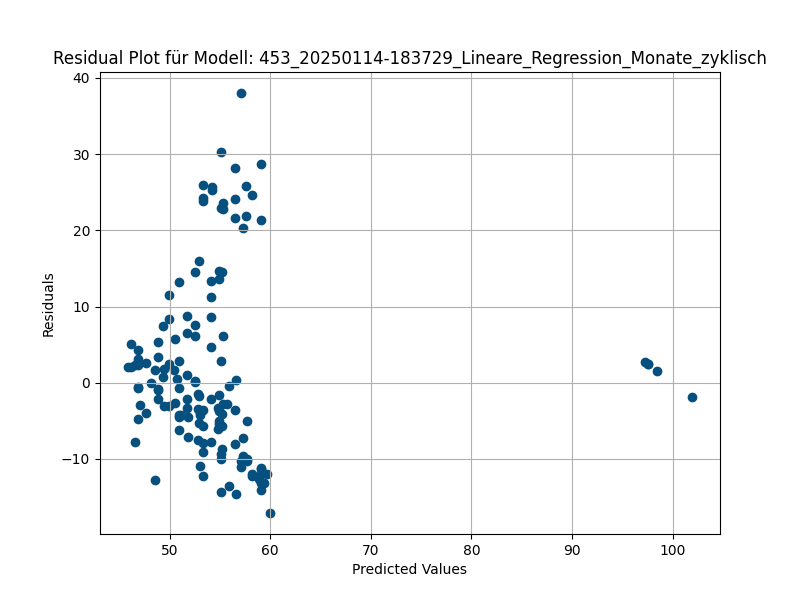 Residual Plot für Modell: 453_20250114-183729_Lineare_Regression_Monate_zyklisch
40
30
20
10
0
−10
Residuals
50 60 70 80 90 100
Predicted Values